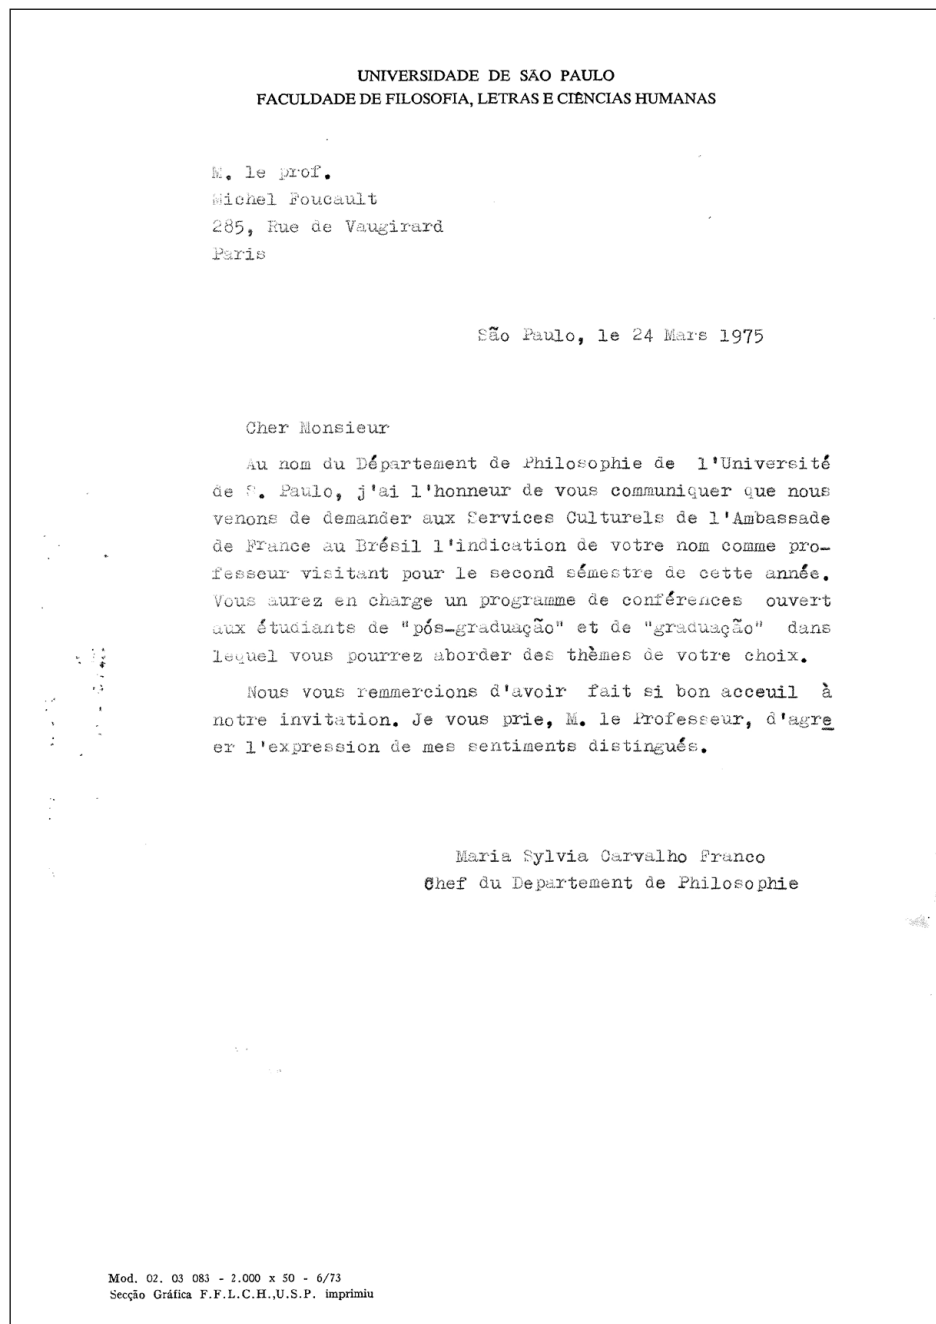 UNIVERSIDADE DE SÃO PAULO
FACULDADE DE FILOSOFIA, LETRAS E CIÊNCIAS HUMANAS
M. le prof.
Michel Foucault
285, Rue de Vaugirard
Paris
São Paulo, le 24 Mars 1975
Cher Monsieur
Au nom du Département de Philosophie de l'Université
de S. Paulo, j'ai l'honneur de vous communiquer que nous
venons de demander aux Services Culturels de l'Ambassade
de France au Brésil l'indication de votre nom comme pro-
fesseur visitant pour le second sémestre de cette année.
Vous aurez en charge un programme de conférences ouvert
aux étudiants de "pós-graduação" et de "graduação" dans
lequel vous pourrez aborder des thèmes de votre choix.
Nous vous remmercions d'avoir fait si bon acceuil à
notre invitation. Je vous prie, M. le Professeur, d'agre
er l'expression de mes sentiments distingués.
Maria Sylvia Carvalho Franco
Chef du Departement de Philosophie
Mod. 02. 03 083 - 2.000 x 50 - 6/73
Secção Gráfica F.F.L.C.H.,U.S.P. imprimiu